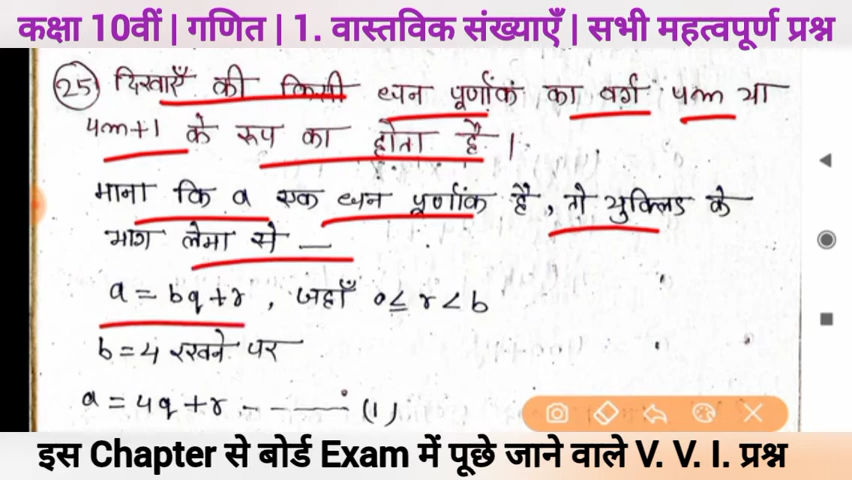 कक्षा 10वीं | गणित | 1. वास्तविक संख्याएँ | सभी महत्वपूर्ण प्रश्न
(25) दिखाएँ की किसी धन पूर्णांक का वर्ग 4m या
4m+1 के रूप का होता है ।
माना कि a एक धन पूर्णांक है, तो युक्लिड के
भाग लेमा से —
a = bq + r , जहाँ 0 ≤ r < b
b = 4 रखने पर
a = 4q + r - - ——— (1)
इस Chapter से बोर्ड Exam में पूछे जाने वाले V. V. I. प्रश्न